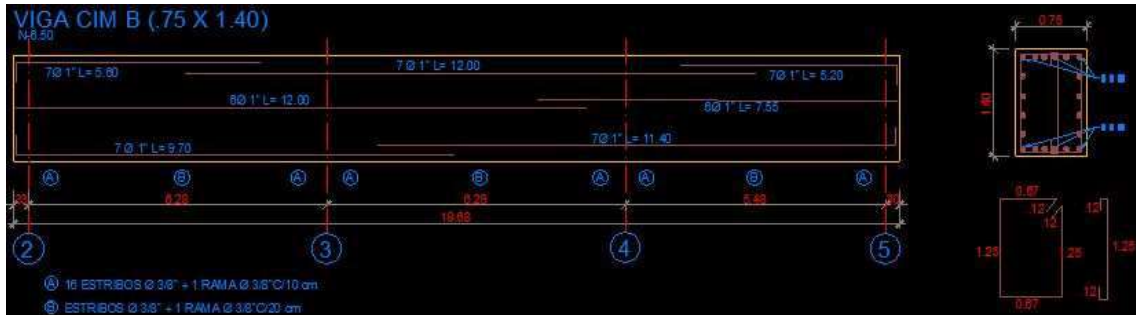 VIGA CIM B (.75 X 1.40)
N-6.50
0.75
7Ø 1" L= 5.60
7 Ø 1" L= 12.00
7Ø 1" L= 5.20
6Ø 1" L= 12.00
6Ø 1" L= 7.55
1.40
7Ø 1" L= 11.40
7 Ø 1" L= 9.70
A B A A B A A B A
6.28 6.28 5.48
0.67
12 12
12
18.68
2 3 4 5
1.25 1.25 1.25
A 16 ESTRIBOS Ø 3/8" + 1 RAMA Ø 3/8"C/10 cm
12
0.67
B ESTRIBOS Ø 3/8" + 1 RAMA Ø 3/8"C/20 cm